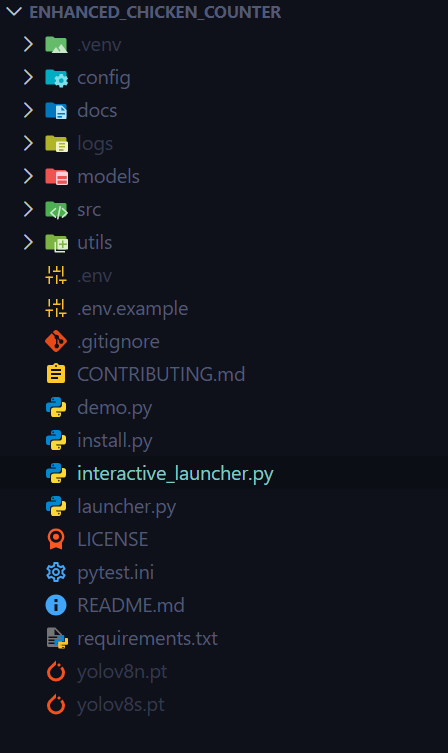 ENHANCED_CHICKEN_COUNTER
.venv
config
docs
logs
models
src
utils
.env
.env.example
.gitignore
CONTRIBUTING.md
demo.py
install.py
interactive_launcher.py
launcher.py
LICENSE
pytest.ini
README.md
requirements.txt
yolov8n.pt
yolov8s.pt